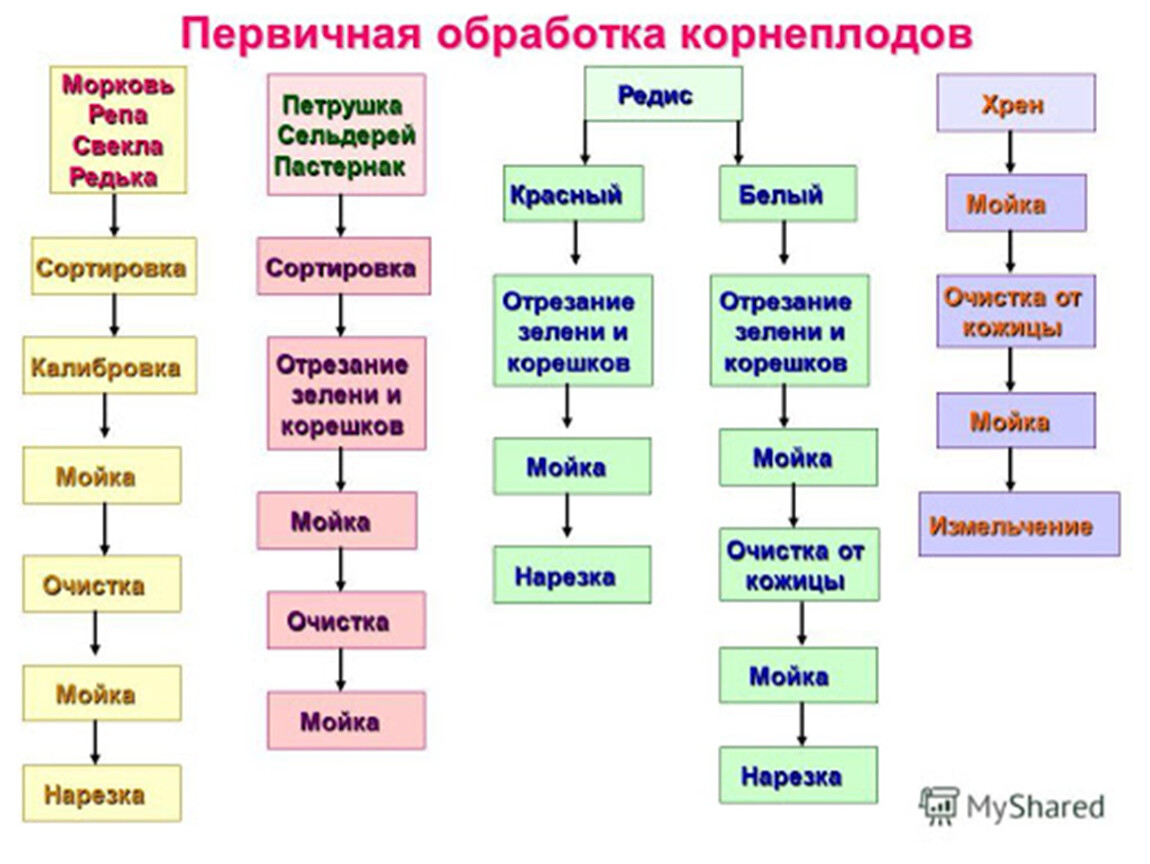 Первичная обработка корнеплодов
Морковь
Репа
Свекла
Редька
Сортировка
Калибровка
Мойка
Очистка
Мойка
Нарезка
Петрушка
Сельдерей
Пастернак
Сортировка
Отрезание
зелени и
корешков
Мойка
Очистка
Мойка
Редис
Красный
Отрезание
зелени и
корешков
Мойка
Нарезка
Белый
Отрезание
зелени и
корешков
Мойка
Очистка от
кожицы
Мойка
Нарезка
Хрен
Мойка
Очистка от
кожицы
Мойка
Измельчение
MyShared